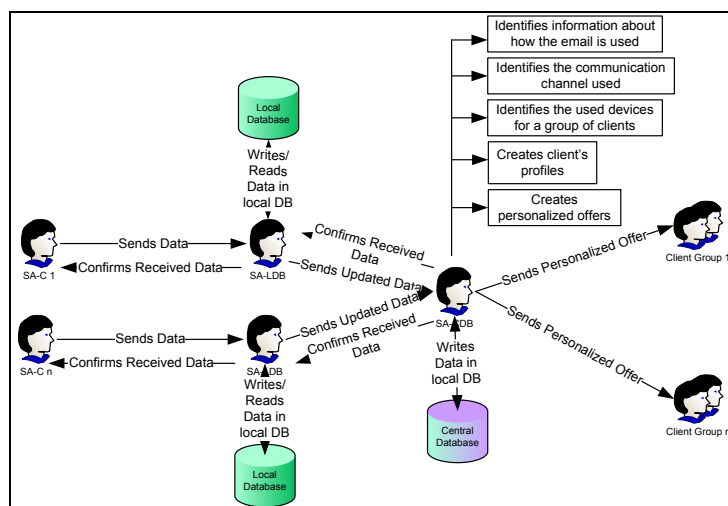 Identifies information about
how the email is used
Identifies the communication
channel used
Identifies the used devices
for a group of clients
Creates client's
profiles
Creates
personalized offers
Local
Database
Writes/
Reads
Data in
local DB
SA-C 1
Sends Data
Confirms Received Data
SA-LDB
Confirms Received
Data
Sends Updated Data
SA-C n
Sends Data
Confirms Received Data
SA-LDB
Sends Updated Data
Confirms Received
Data
SA-CDB
Writes/
Reads
Data in
local DB
Local
Database
Writes
Data in
local DB
Central
Database
Sends Personalized Offer
Client Group 1
Sends Personalized Offer
Client Group n